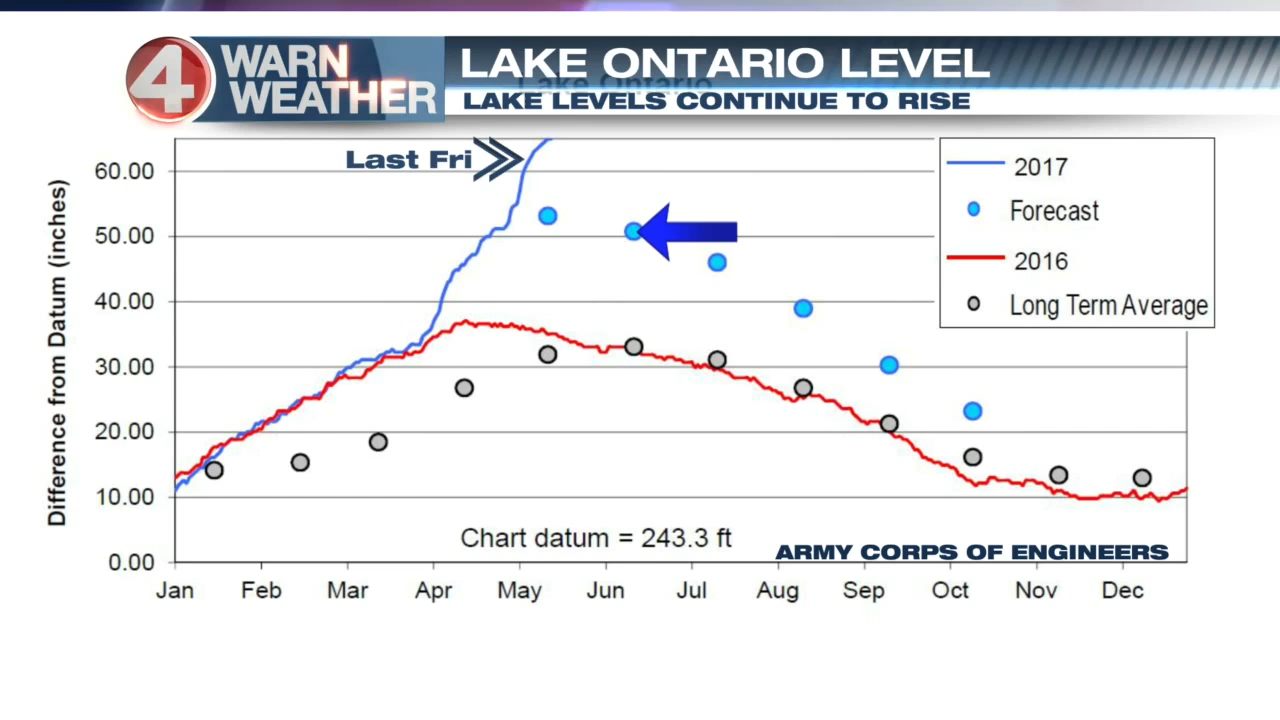 4
WARN
WEATHER
LAKE ONTARIO LEVEL
Lake Ontario
LAKE LEVELS CONTINUE TO RISE
Last Fri
2017
Forecast
2016
Long Term Average
Difference from Datum (inches)
60.00
50.00
40.00
30.00
20.00
10.00
0.00
Chart datum = 243.3 ft
ARMY CORPS OF ENGINEERS
Jan Feb Mar Apr May Jun Jul Aug Sep Oct Nov Dec